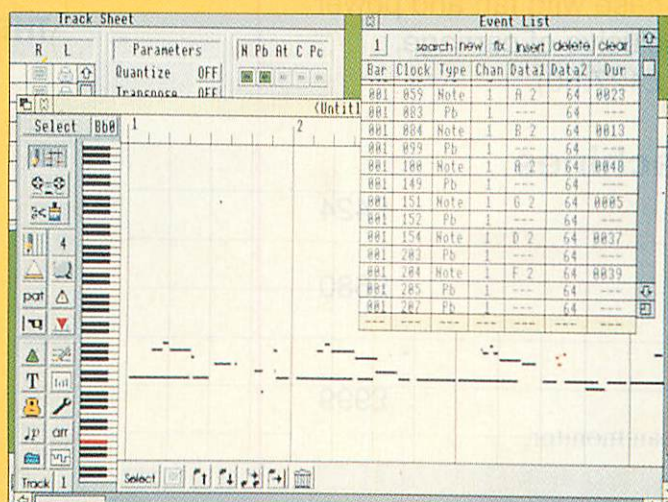 Track Sheet
R L
Parameters
N Pb At C Pc
Quantize OFF
Transpose OFF
Event List
1 search new fix insert delete clear
Bar Clock Type Chan Data1 Data2 Dur
001 059 Note 1 A 2 64 0023
001 083 Pb 1 --- 64 ---
001 084 Note 1 B 2 64 0013
001 099 Pb 1 --- 64 ---
001 100 Note 1 A 2 64 0048
001 149 Pb 1 --- 64 ---
001 151 Note 1 G 2 64 0005
001 152 Pb 1 --- 64 ---
001 154 Note 1 D 2 64 0037
001 203 Pb 1 --- 64 ---
001 204 Note 1 F 2 64 0039
001 205 Pb 1 --- 64 ---
001 207 Pb 1 --- 64 ---
--- --- --- --- --- --- ---
(Untitl
Select Bb0 1 2
4
pat
T
arr
Track 1
Select